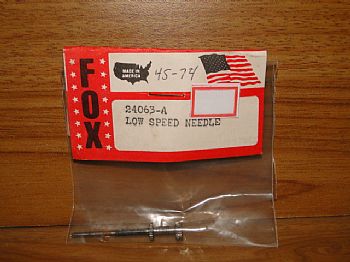 FOX
MADE IN
AMERICA
45-74
24063-A
LOW SPEED NEEDLE